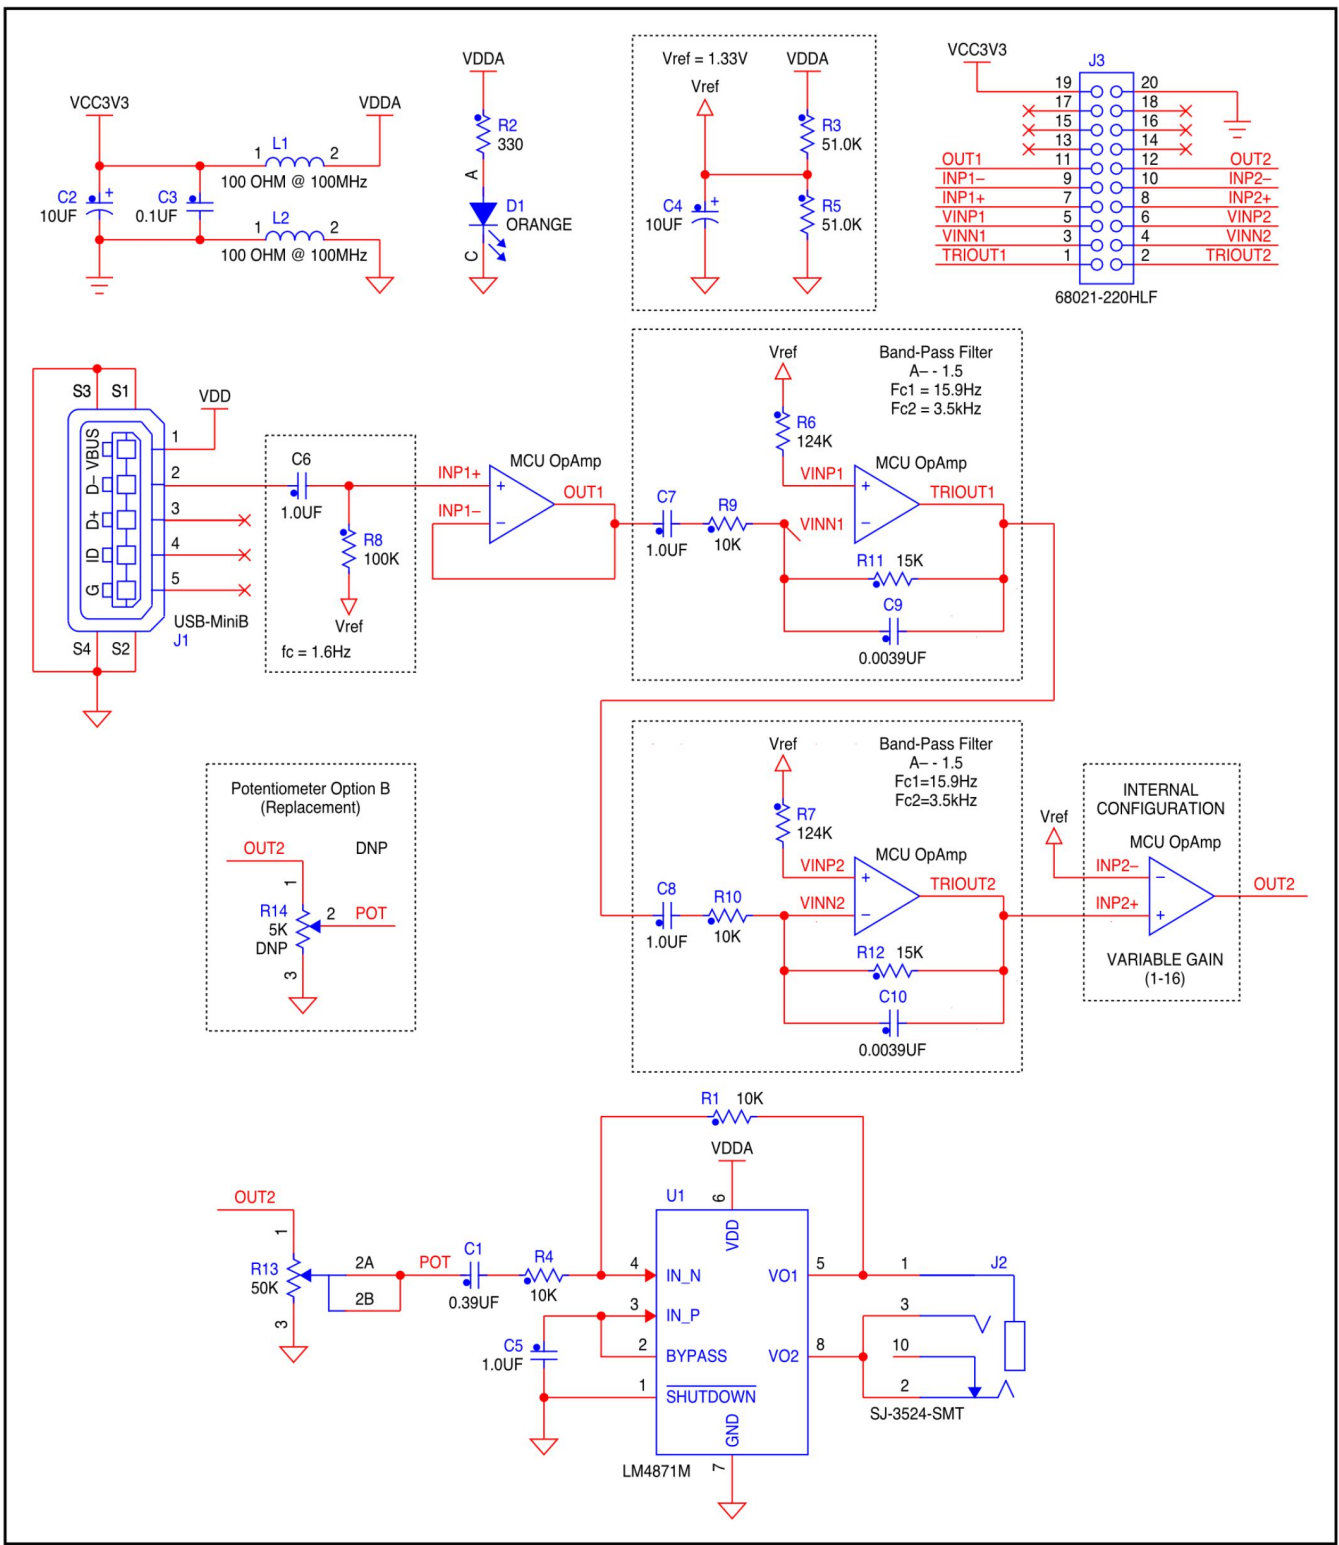 VCC3V3
VDDA
L1
1 2
100 OHM @ 100MHz
C2
10UF
+
C3
0.1UF
L2
1 2
100 OHM @ 100MHz
VDDA
R2
330
A
D1
ORANGE
C
Vref = 1.33V
VDDA
Vref
R3
51.0K
C4
10UF
+
R5
51.0K
VCC3V3
J3
19 20
17 18
15 16
13 14
OUT1 11 12 OUT2
INP1– 9 10 INP2–
INP1+ 7 8 INP2+
VINP1 5 6 VINP2
VINN1 3 4 VINN2
TRIOUT1 1 2 TRIOUT2
68021-220HLF
S3 S1
VDD
VBUS 1
D– 2
D+ 3
ID 4
G 5
USB-MiniB
J1
S4 S2
C6
1.0UF
R8
100K
Vref
fc = 1.6Hz
MCU OpAmp
INP1+
+
OUT1
INP1–
–
Vref
Band-Pass Filter
A– - 1.5
Fc1 = 15.9Hz
Fc2 = 3.5kHz
R6
124K
MCU OpAmp
VINP1
+
TRIOUT1
C7
1.0UF
R9
10K
VINN1
–
R11 15K
C9
0.0039UF
Vref
Band-Pass Filter
A– - 1.5
Fc1=15.9Hz
Fc2=3.5kHz
R7
124K
MCU OpAmp
VINP2
+
TRIOUT2
C8
1.0UF
R10
10K
VINN2
–
R12 15K
C10
0.0039UF
INTERNAL
CONFIGURATION
Vref
MCU OpAmp
INP2–
–
OUT2
INP2+
+
VARIABLE GAIN
(1-16)
Potentiometer Option B
(Replacement)
OUT2
DNP
1
R14
5K
DNP
2 POT
3
R1 10K
VDDA
U1
6
VDD
OUT2
1
R13
50K
2A
2B
3
POT
C1
0.39UF
R4
10K
4 IN_N
3 IN_P
2 BYPASS
1 SHUTDOWN
C5
1.0UF
VO1 5
VO2 8
GND
7
LM4871M
1
J2
3
10
2
SJ-3524-SMT